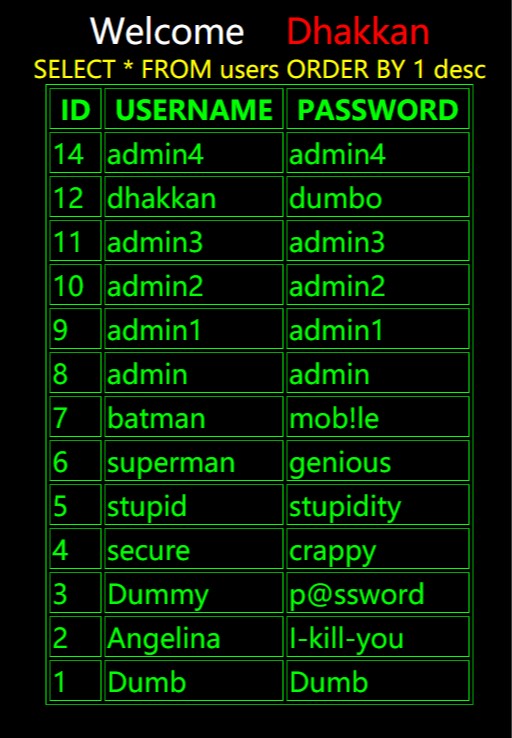 Welcome Dhakkan
SELECT * FROM users ORDER BY 1 desc
ID USERNAME PASSWORD
14 admin4 admin4
12 dhakkan dumbo
11 admin3 admin3
10 admin2 admin2
9 admin1 admin1
8 admin admin
7 batman mob!le
6 superman genious
5 stupid stupidity
4 secure crappy
3 Dummy p@ssword
2 Angelina I-kill-you
1 Dumb Dumb